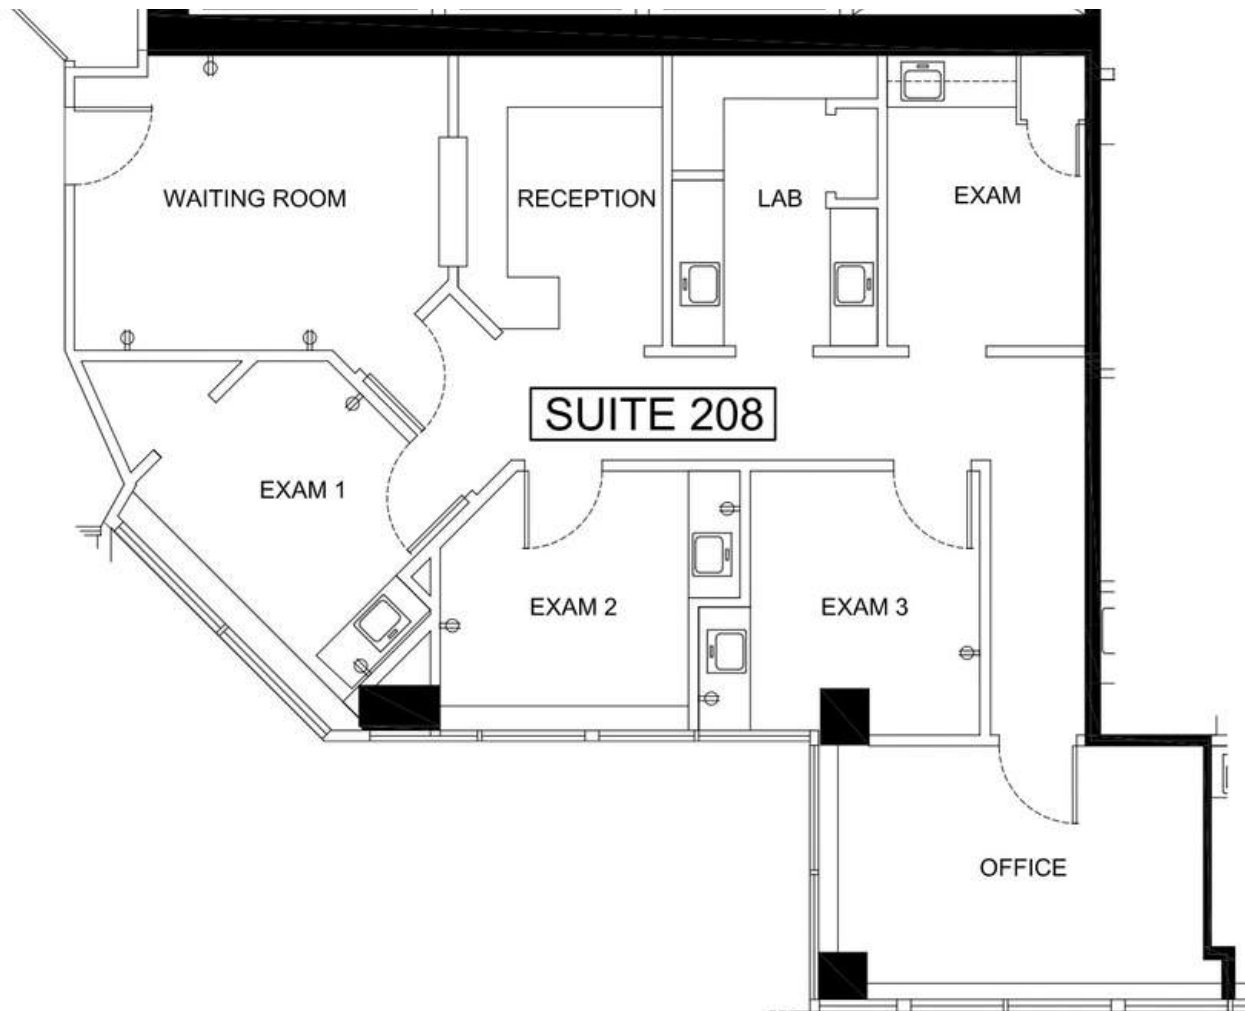 WAITING ROOM
RECEPTION
LAB
EXAM
SUITE 208
EXAM 1
EXAM 2
EXAM 3
OFFICE